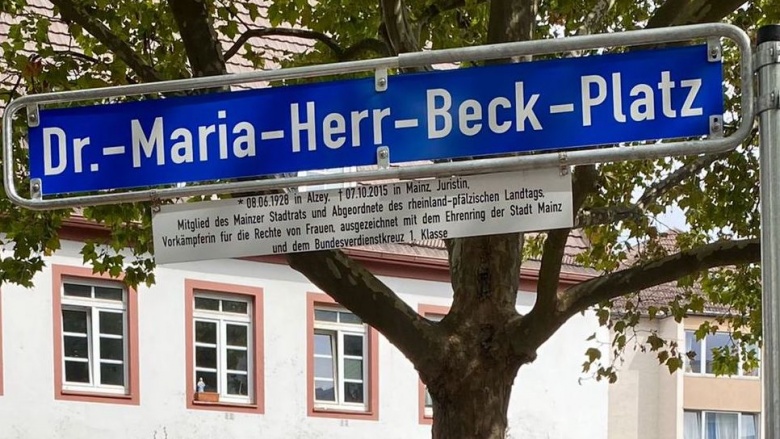 Dr.-Maria-Herr-Beck-Platz
* 08.06.1928 in Alzey, † 07.10.2015 in Mainz, Juristin,
Mitglied des Mainzer Stadtrats und Abgeordnete des rheinland-pfälzischen Landtags,
Vorkämpferin für die Rechte von Frauen, ausgezeichnet mit dem Ehrenring der Stadt Mainz
und dem Bundesverdienstkreuz 1. Klasse